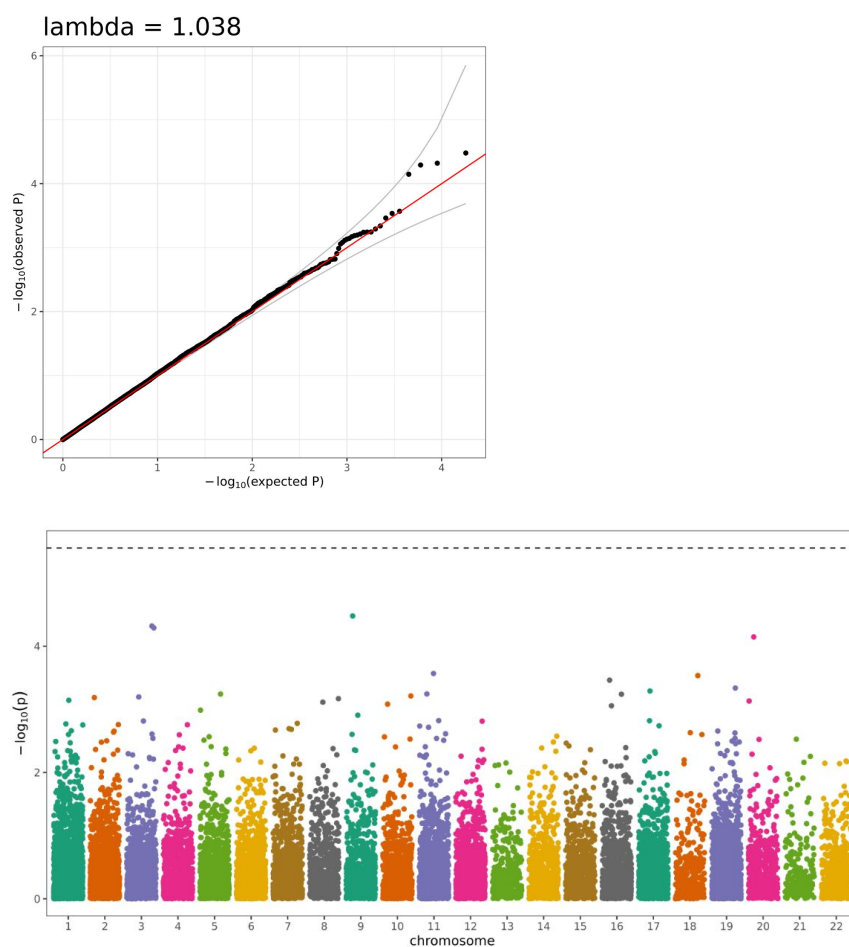 lambda = 1.038
6
4
2
0
−log10(observed P)
0 1 2 3 4
−log10(expected P)
4
2
0
−log10(p)
1 2 3 4 5 6 7 8 9 10 11 12 13 14 15 16 17 18 19 20 21 22
chromosome